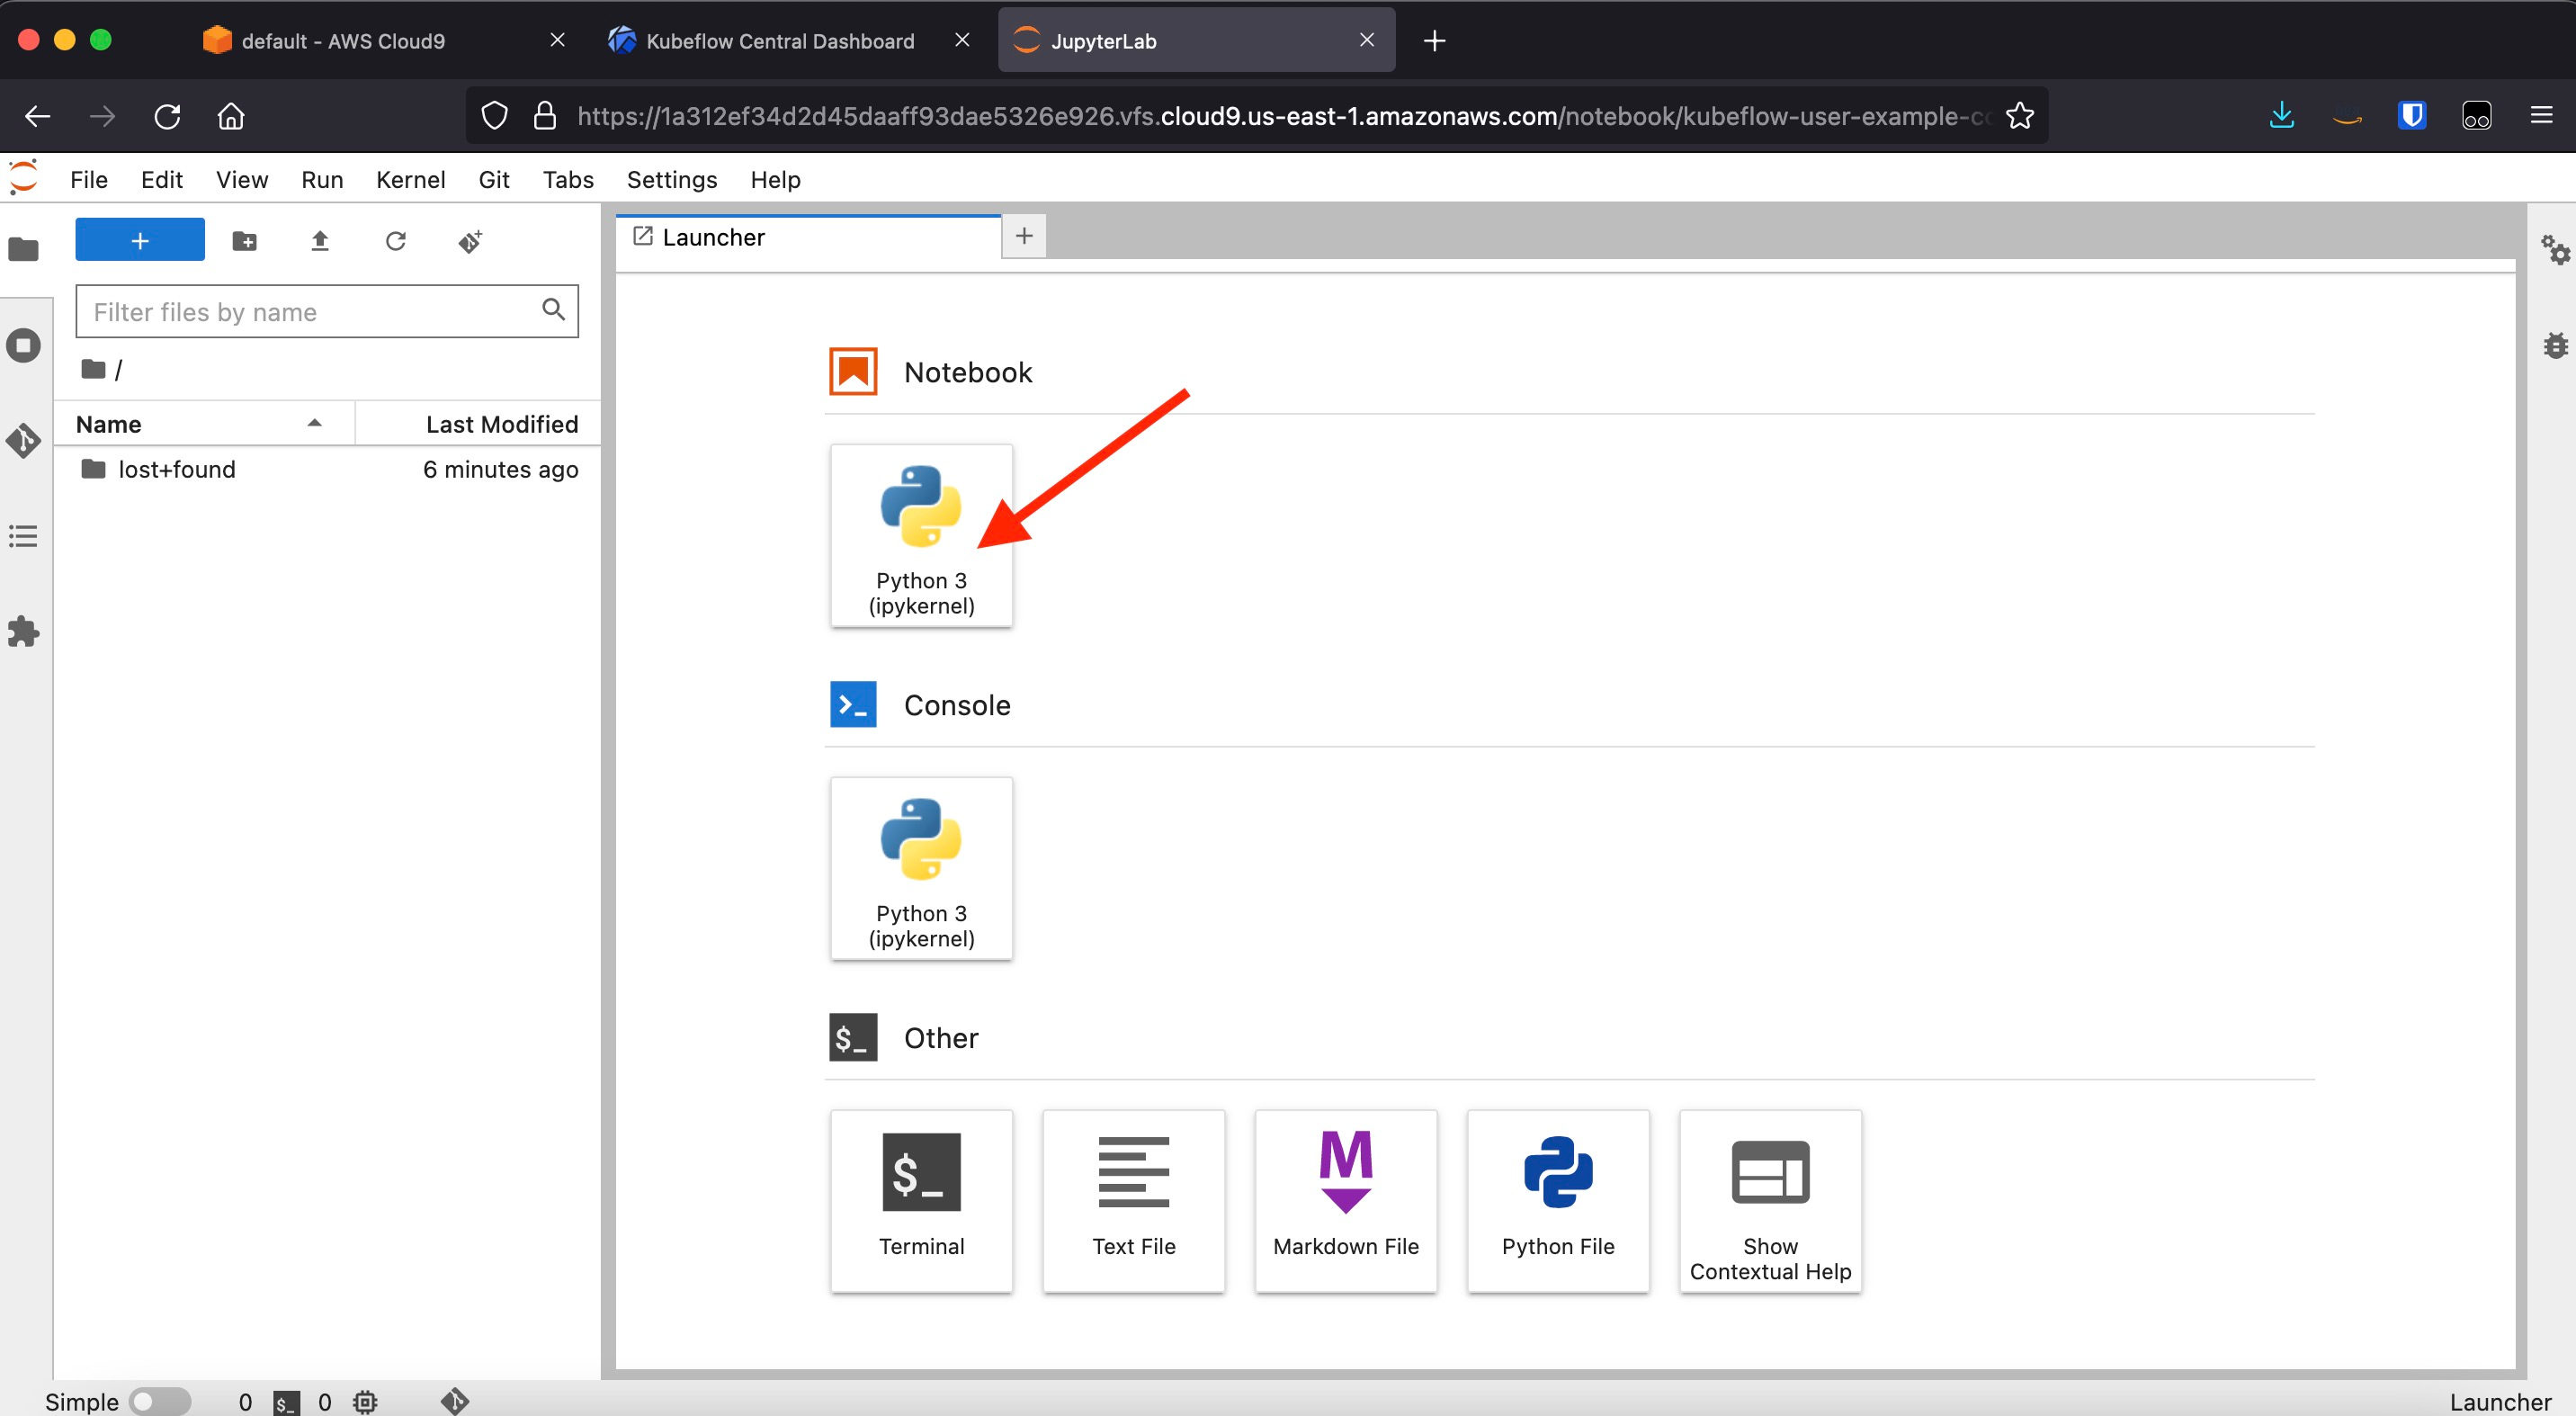 default - AWS Cloud9
Kubeflow Central Dashboard
JupyterLab
https://1a312ef34d2d45daaff93dae5326e926.vfs.cloud9.us-east-1.amazonaws.com/notebook/kubeflow-user-example-cc
File Edit View Run Kernel Git Tabs Settings Help
Launcher
Filter files by name
/
Name Last Modified
lost+found 6 minutes ago
Notebook
Python 3
(ipykernel)
Console
Python 3
(ipykernel)
$_ Other
$_
Terminal
Text File
M
Markdown File
Python File
Show
Contextual Help
Simple 0 $_ 0 Launcher